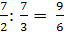 7/2 : 7/3 = 9/6